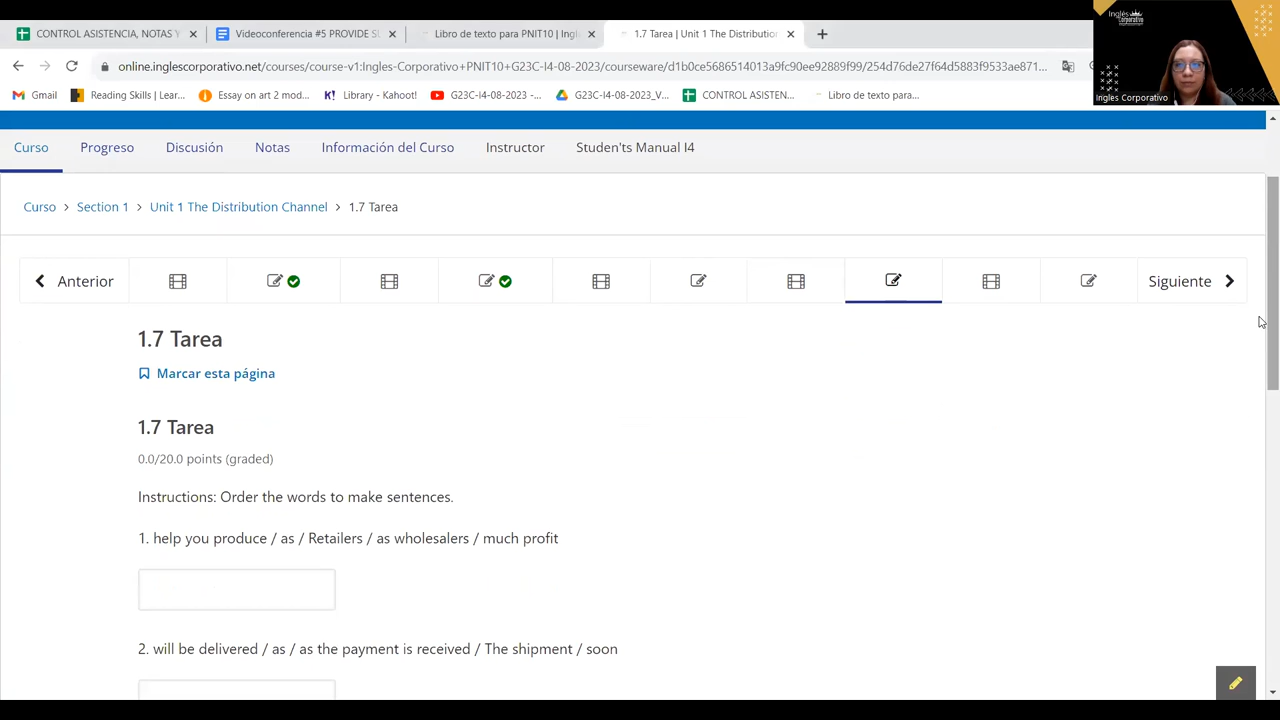 CONTROL ASISTENCIA, NOTAS Y
Videoconferencia #5 PROVIDE SU
Libro de texto para PNIT10 | Ingl
1.7 Tarea | Unit 1 The Distribution
online.inglescorporativo.net/courses/course-v1:Ingles-Corporativo+PNIT10+G23C-I4-08-2023/courseware/d1b0ce5686514013a9fc90ee92889f99/254d76de27f64d5883f9533ae871...
Gmail
Reading Skills | Lear...
Essay on art 2 mod...
Library - Kahoo...
G23C-I4-08-2023 -...
G23C-I4-08-2023_V...
CONTROL ASISTEN...
Libro de texto para...
Inglés
Corporativo
Ingles Corporativo
Curso
Progreso
Discusión
Notas
Información del Curso
Instructor
Studen'ts Manual I4
Curso > Section 1 > Unit 1 The Distribution Channel > 1.7 Tarea
Anterior
Siguiente
1.7 Tarea
Marcar esta página
1.7 Tarea
0.0/20.0 points (graded)
Instructions: Order the words to make sentences.
1. help you produce / as / Retailers / as wholesalers / much profit
2. will be delivered / as / as the payment is received / The shipment / soon